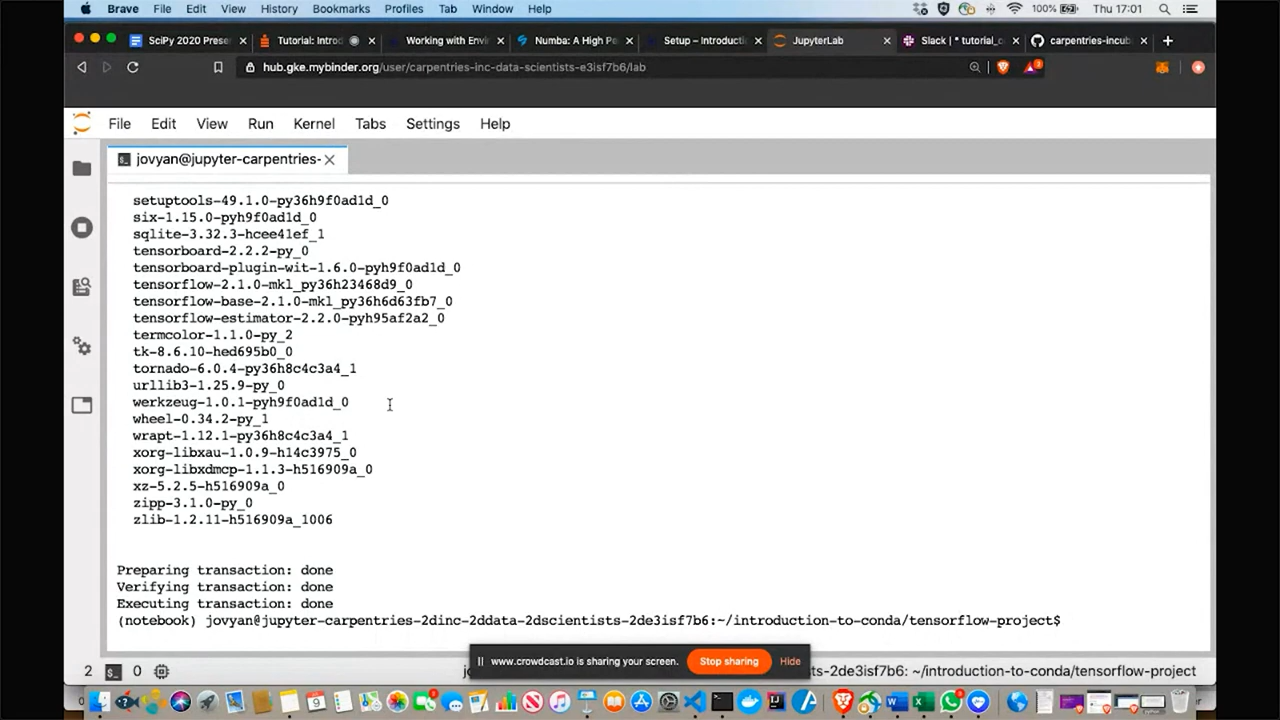 Brave File Edit View History Bookmarks Profiles Tab Window Help 100% Thu 17:01
SciPy 2020 Prese Tutorial: Introd Working with Envi Numba: A High Pe Setup – Introductio JupyterLab Slack | * tutorial_c carpentries-incub
hub.gke.mybinder.org/user/carpentries-inc-data-scientists-e3isf7b6/lab
File Edit View Run Kernel Tabs Settings Help
jovyan@jupyter-carpentries-
setuptools-49.1.0-py36h9f0ad1d_0
six-1.15.0-pyh9f0ad1d_0
sqlite-3.32.3-hcee41ef_1
tensorboard-2.2.2-py_0
tensorboard-plugin-wit-1.6.0-pyh9f0ad1d_0
tensorflow-2.1.0-mkl_py36h23468d9_0
tensorflow-base-2.1.0-mkl_py36h6d63fb7_0
tensorflow-estimator-2.2.0-pyh95af2a2_0
termcolor-1.1.0-py_2
tk-8.6.10-hed695b0_0
tornado-6.0.4-py36h8c4c3a4_1
urllib3-1.25.9-py_0
werkzeug-1.0.1-pyh9f0ad1d_0
wheel-0.34.2-py_1
wrapt-1.12.1-py36h8c4c3a4_1
xorg-libxau-1.0.9-h14c3975_0
xorg-libxdmcp-1.1.3-h516909a_0
xz-5.2.5-h516909a_0
zipp-3.1.0-py_0
zlib-1.2.11-h516909a_1006
Preparing transaction: done
Verifying transaction: done
Executing transaction: done
(notebook) jovyan@jupyter-carpentries-2dinc-2ddata-2dscientists-2de3isf7b6:~/introduction-to-conda/tensorflow-project$
www.crowdcast.io is sharing your screen. Stop sharing Hide
2 0 ts-2de3isf7b6: ~/introduction-to-conda/tensorflow-project